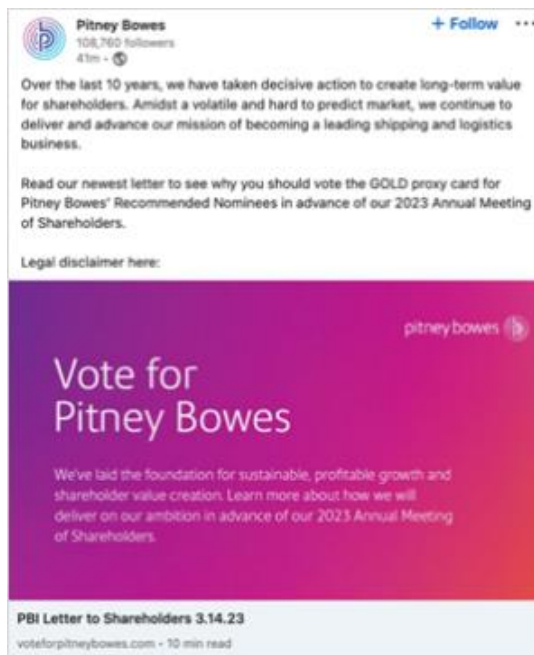 Pitney Bowes
+ Follow ...
108,760 followers
41m •
Over the last 10 years, we have taken decisive action to create long-term value
for shareholders. Amidst a volatile and hard to predict market, we continue to
deliver and advance our mission of becoming a leading shipping and logistics
business.
Read our newest letter to see why you should vote the GOLD proxy card for
Pitney Bowes' Recommended Nominees in advance of our 2023 Annual Meeting
of Shareholders.
Legal disclaimer here:
pitney bowes
Vote for
Pitney Bowes
We've laid the foundation for sustainable, profitable growth and
shareholder value creation. Learn more about how we will
deliver on our ambition in advance of our 2023 Annual Meeting
of Shareholders.
PBI Letter to Shareholders 3.14.23
voteforpitneybowes.com • 10 min read